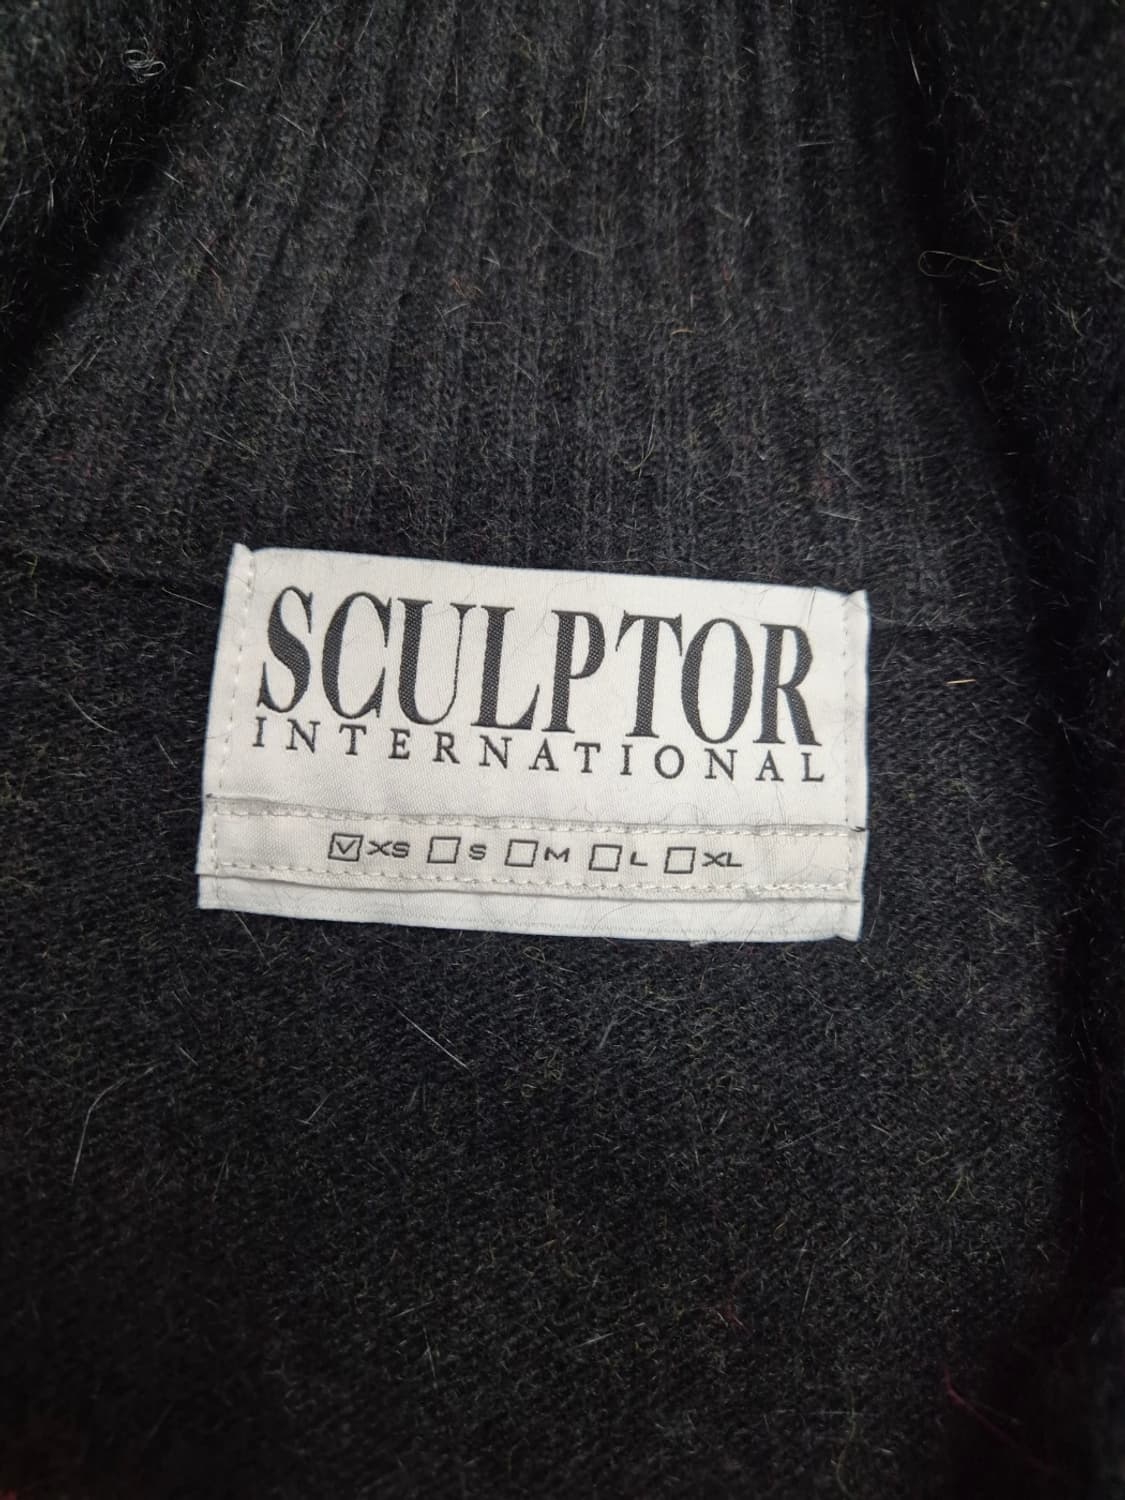 SCULPTOR
INTERNATIONAL
☑XS ☐S ☐M ☐L ☐XL